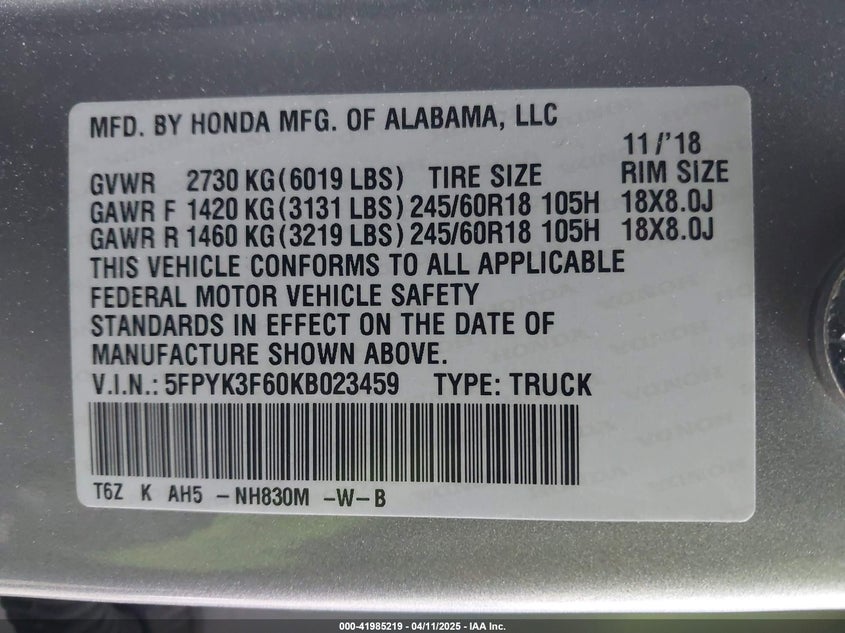 MFD. BY HONDA MFG. OF ALABAMA, LLC
11/'18
GVWR 2730 KG(6019 LBS) TIRE SIZE RIM SIZE
GAWR F 1420 KG(3131 LBS) 245/60R18 105H 18X8.0J
GAWR R 1460 KG(3219 LBS) 245/60R18 105H 18X8.0J
THIS VEHICLE CONFORMS TO ALL APPLICABLE
FEDERAL MOTOR VEHICLE SAFETY
STANDARDS IN EFFECT ON THE DATE OF
MANUFACTURE SHOWN ABOVE.
V.I.N.: 5FPYK3F60KB023459 TYPE: TRUCK
T6Z K AH5 -NH830M -W-B
000-41985219 | 04/11/2025 - IAA Inc.